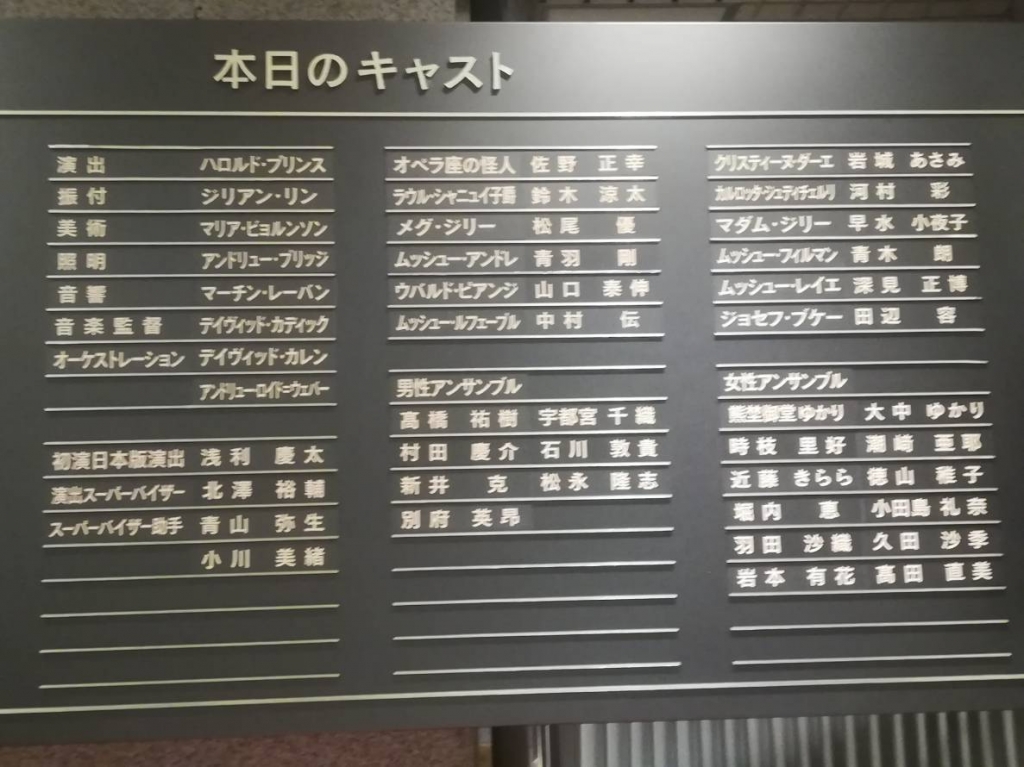 本日のキャスト
演出 ハロルド・プリンス
振付 ジリアン・リン
美術 マリア・ビョルンソン
照明 アンドリュー・ブリッジ
音響 マーチン・レーバン
音楽監督 デイヴィッド・カディック
オーケストレーション デイヴィッド・カレン
アンドリュー・ロイド=ウェバー
初演日本版演出 浅利 慶太
演出スーパーバイザー 北澤 裕輔
スーパーバイザー助手 青山 弥生
小川 美緒
オペラ座の怪人 佐野 正幸
ラウル・シャニュイ子爵 鈴木 涼太
メグ・ジリー 松尾 優
ムッシュー・アンドレ 青羽 剛
ウバルド・ピアンジ 山口 泰伸
ムッシュー・ルフェーブル 中村 伝
男性アンサンブル
髙橋 祐樹 宇都宮 千織
村田 慶介 石川 敦貴
新井 克 松永 隆志
別府 英昂
クリスティーヌ・ダーエ 岩城 あさみ
カルロッタ・ジュディチェルリ 河村 彩
マダム・ジリー 早水 小夜子
ムッシュー・フィルマン 青木 朗
ムッシュー・レイエ 深見 正博
ジョセフ・ブケー 田辺 容
女性アンサンブル
熊埜御堂ゆかり 大中 ゆかり
時枝 里好 潮﨑 亜耶
近藤 きらら 徳山 稚子
堀内 恵 小田島 礼奈
羽田 沙織 久田 沙季
岩本 有花 髙田 直美